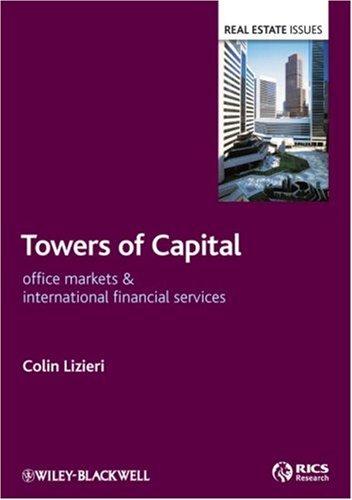 REAL ESTATE ISSUES
Towers of Capital
office markets &
international financial services
Colin Lizieri
WILEY-BLACKWELL
RICS
Research